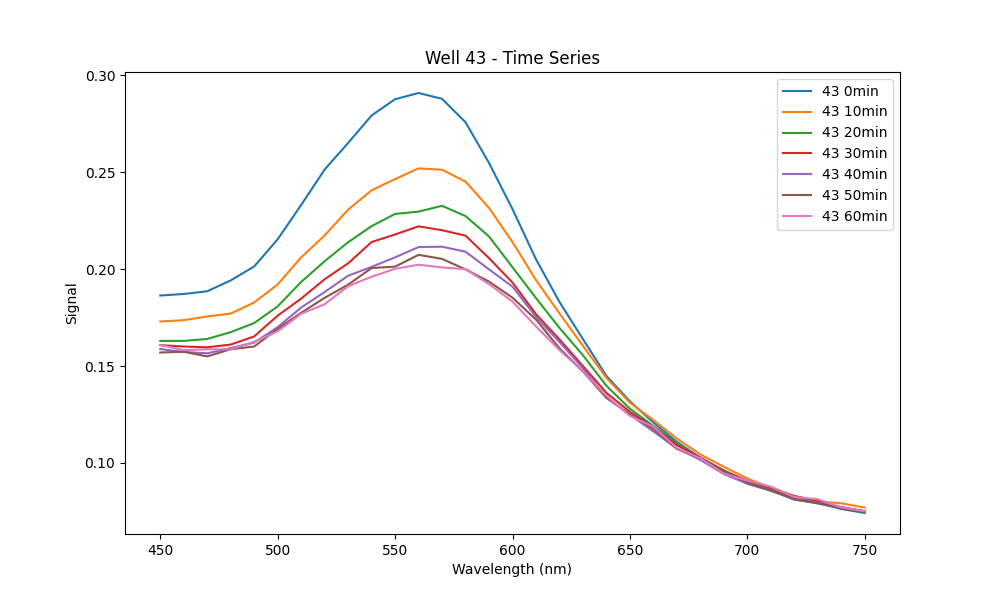 Well 43 - Time Series
Signal
0.30
0.25
0.20
0.15
0.10
43 0min
43 10min
43 20min
43 30min
43 40min
43 50min
43 60min
450 500 550 600 650 700 750
Wavelength (nm)